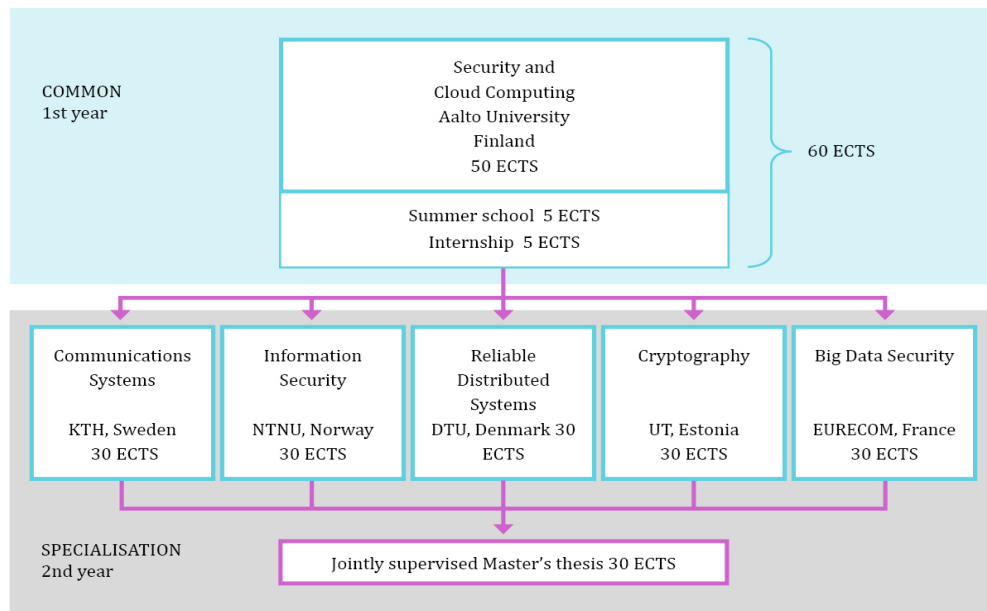 COMMON
1st year
Security and
Cloud Computing
Aalto University
Finland
50 ECTS
60 ECTS
Summer school 5 ECTS
Internship 5 ECTS
Communications
Systems
KTH, Sweden
30 ECTS
Information
Security
NTNU, Norway
30 ECTS
Reliable
Distributed
Systems
DTU, Denmark 30
ECTS
Cryptography
UT, Estonia
30 ECTS
Big Data Security
EURECOM, France
30 ECTS
SPECIALISATION
2nd year
Jointly supervised Master’s thesis 30 ECTS